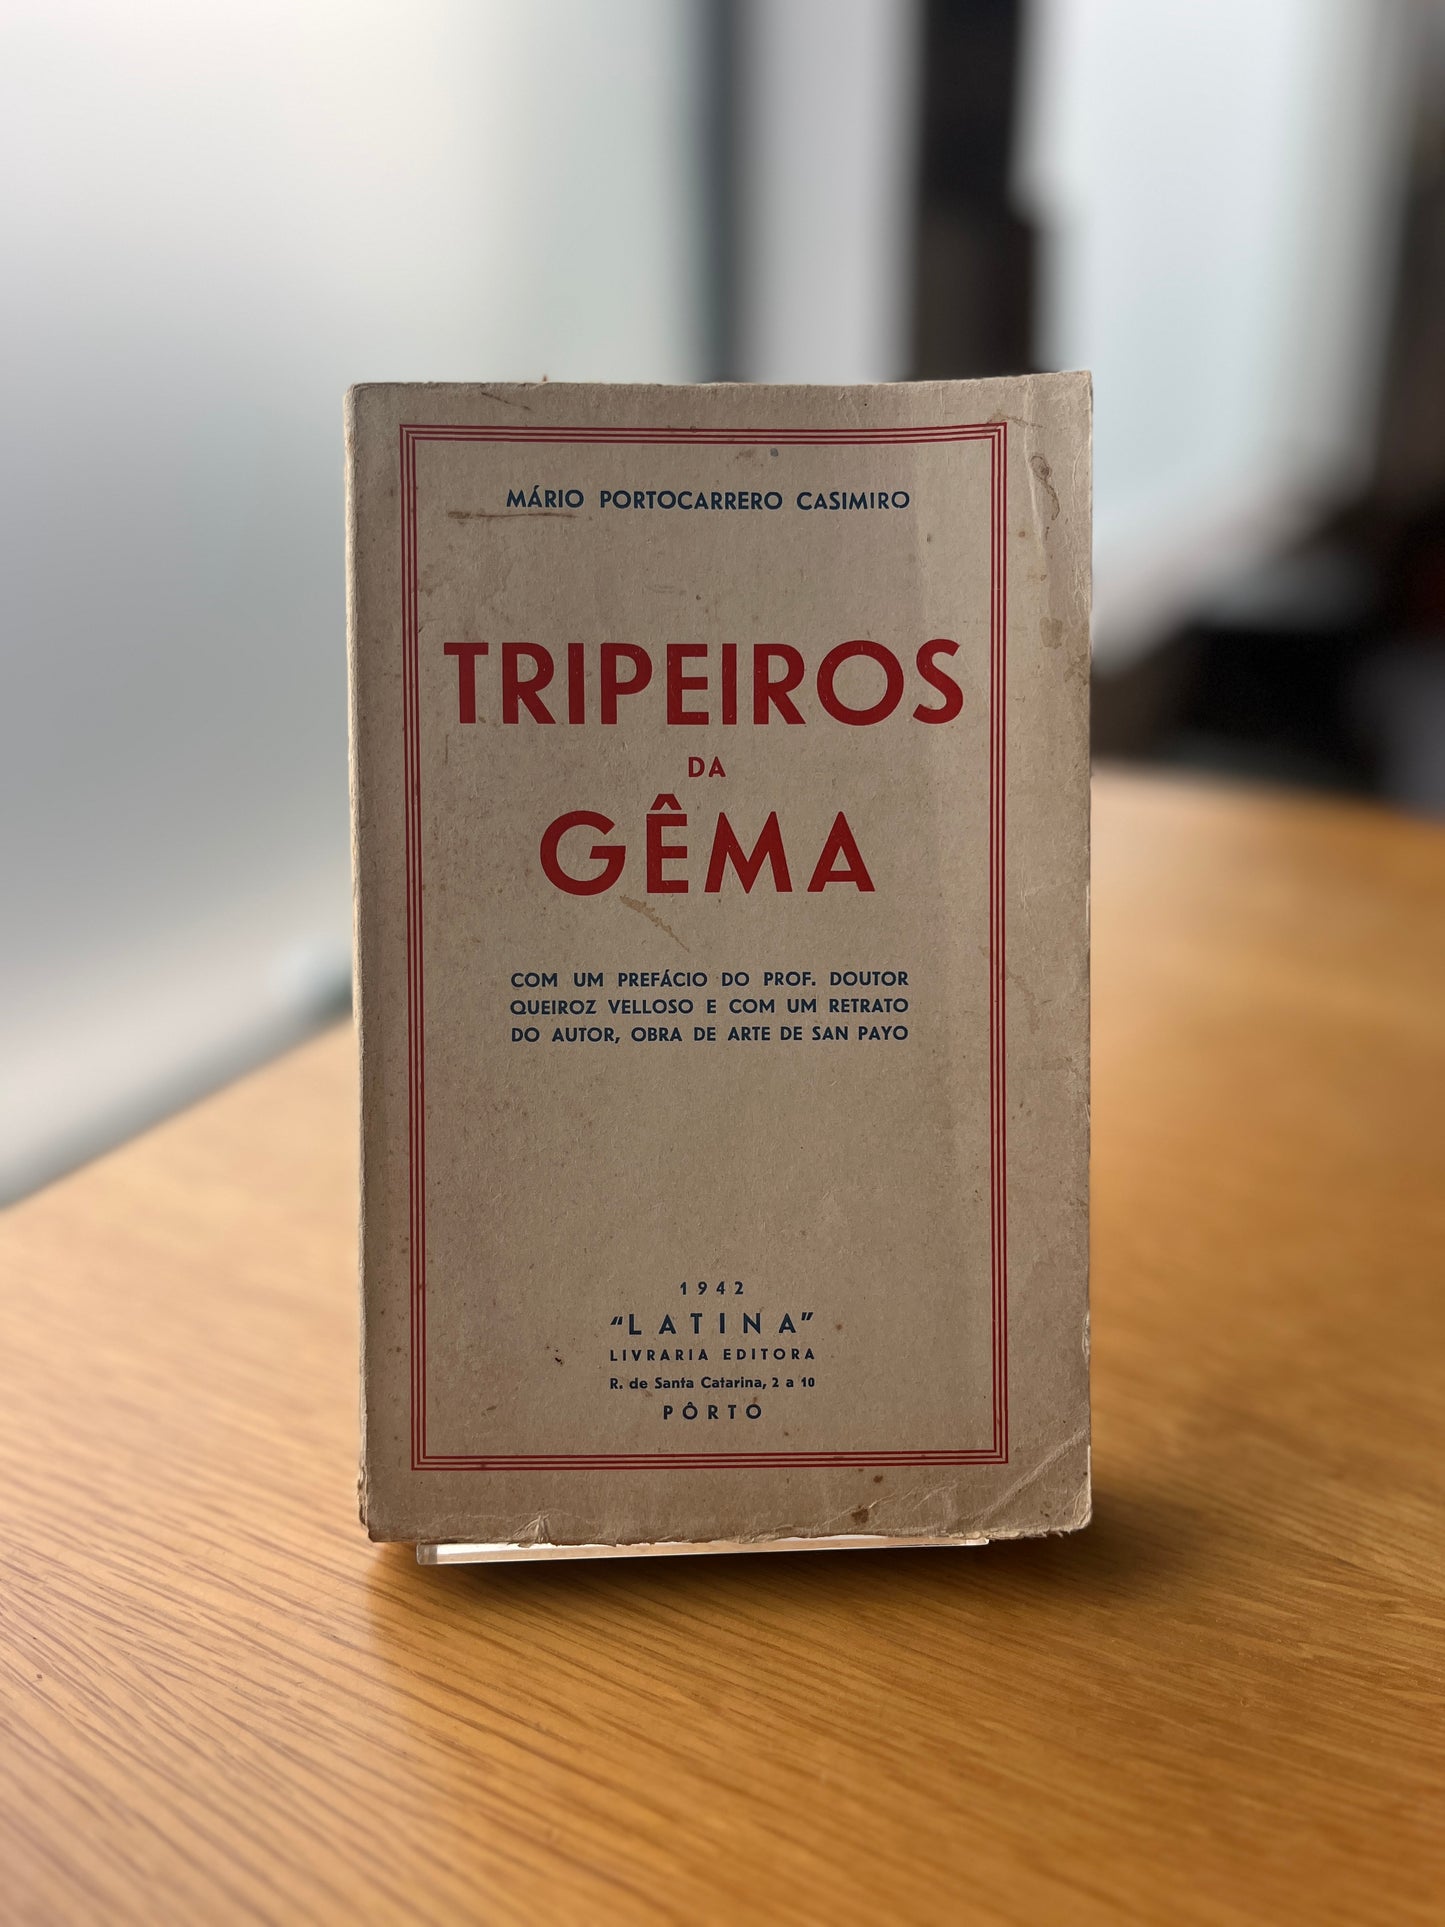 MÁRIO PORTOCARRERO CASIMIRO
TRIPEIROS
DA
GÊMA
COM UM PREFÁCIO DO PROF. DOUTOR
QUEIROZ VELLOSO E COM UM RETRATO
DO AUTOR, OBRA DE ARTE DE SAN PAYO
1942
“LATINA”
LIVRARIA EDITORA
R. de Santa Catarina, 2 a 10
PÔRTO